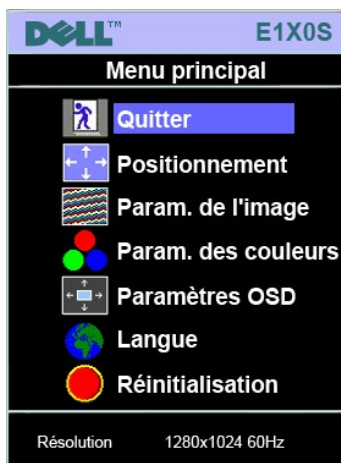 DELL™ E1X0S
Menu principal
Quitter
Positionnement
Param. de l'image
Param. des couleurs
Paramètres OSD
Langue
Réinitialisation
Résolution 1280x1024 60Hz